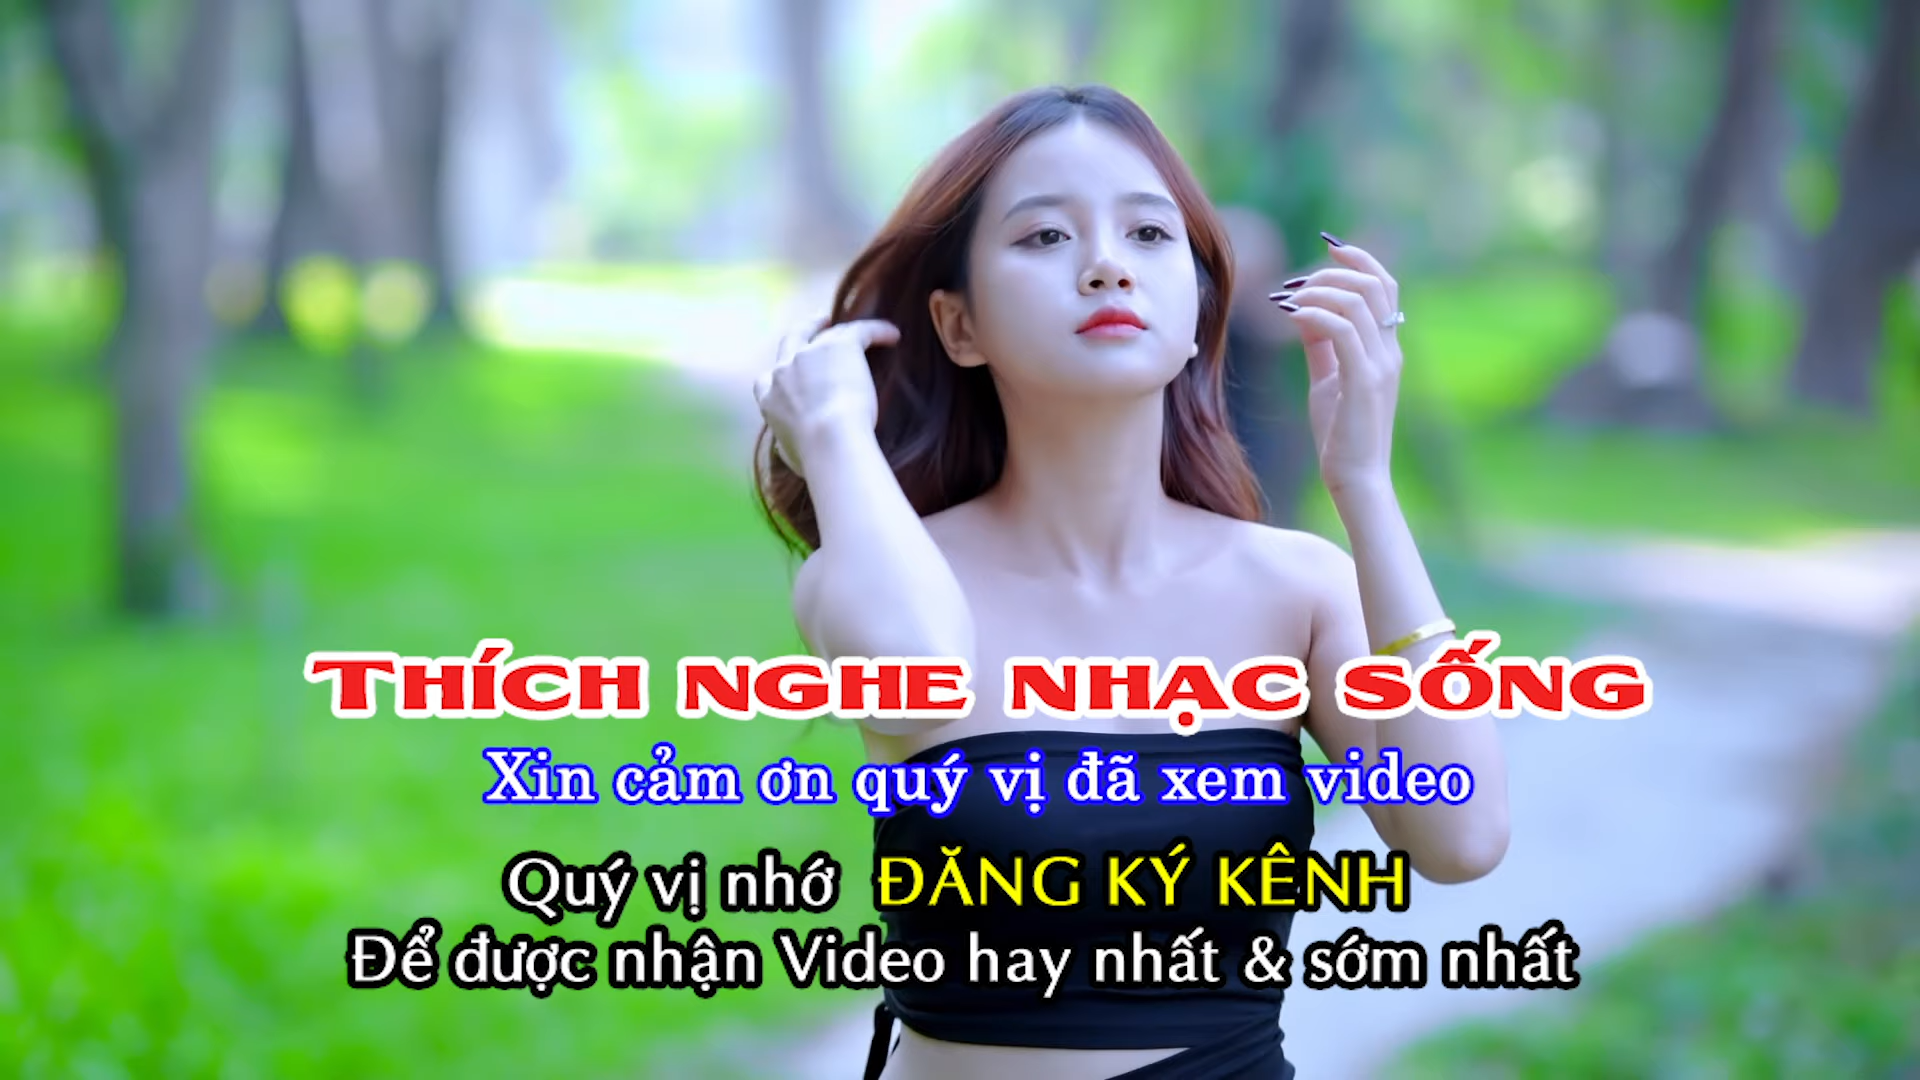 THÍCH NGHE NHẠC SỐNG
Xin cảm ơn quý vị đã xem video
Quý vị nhớ ĐĂNG KÝ KÊNH
Để được nhận Video hay nhất & sớm nhất